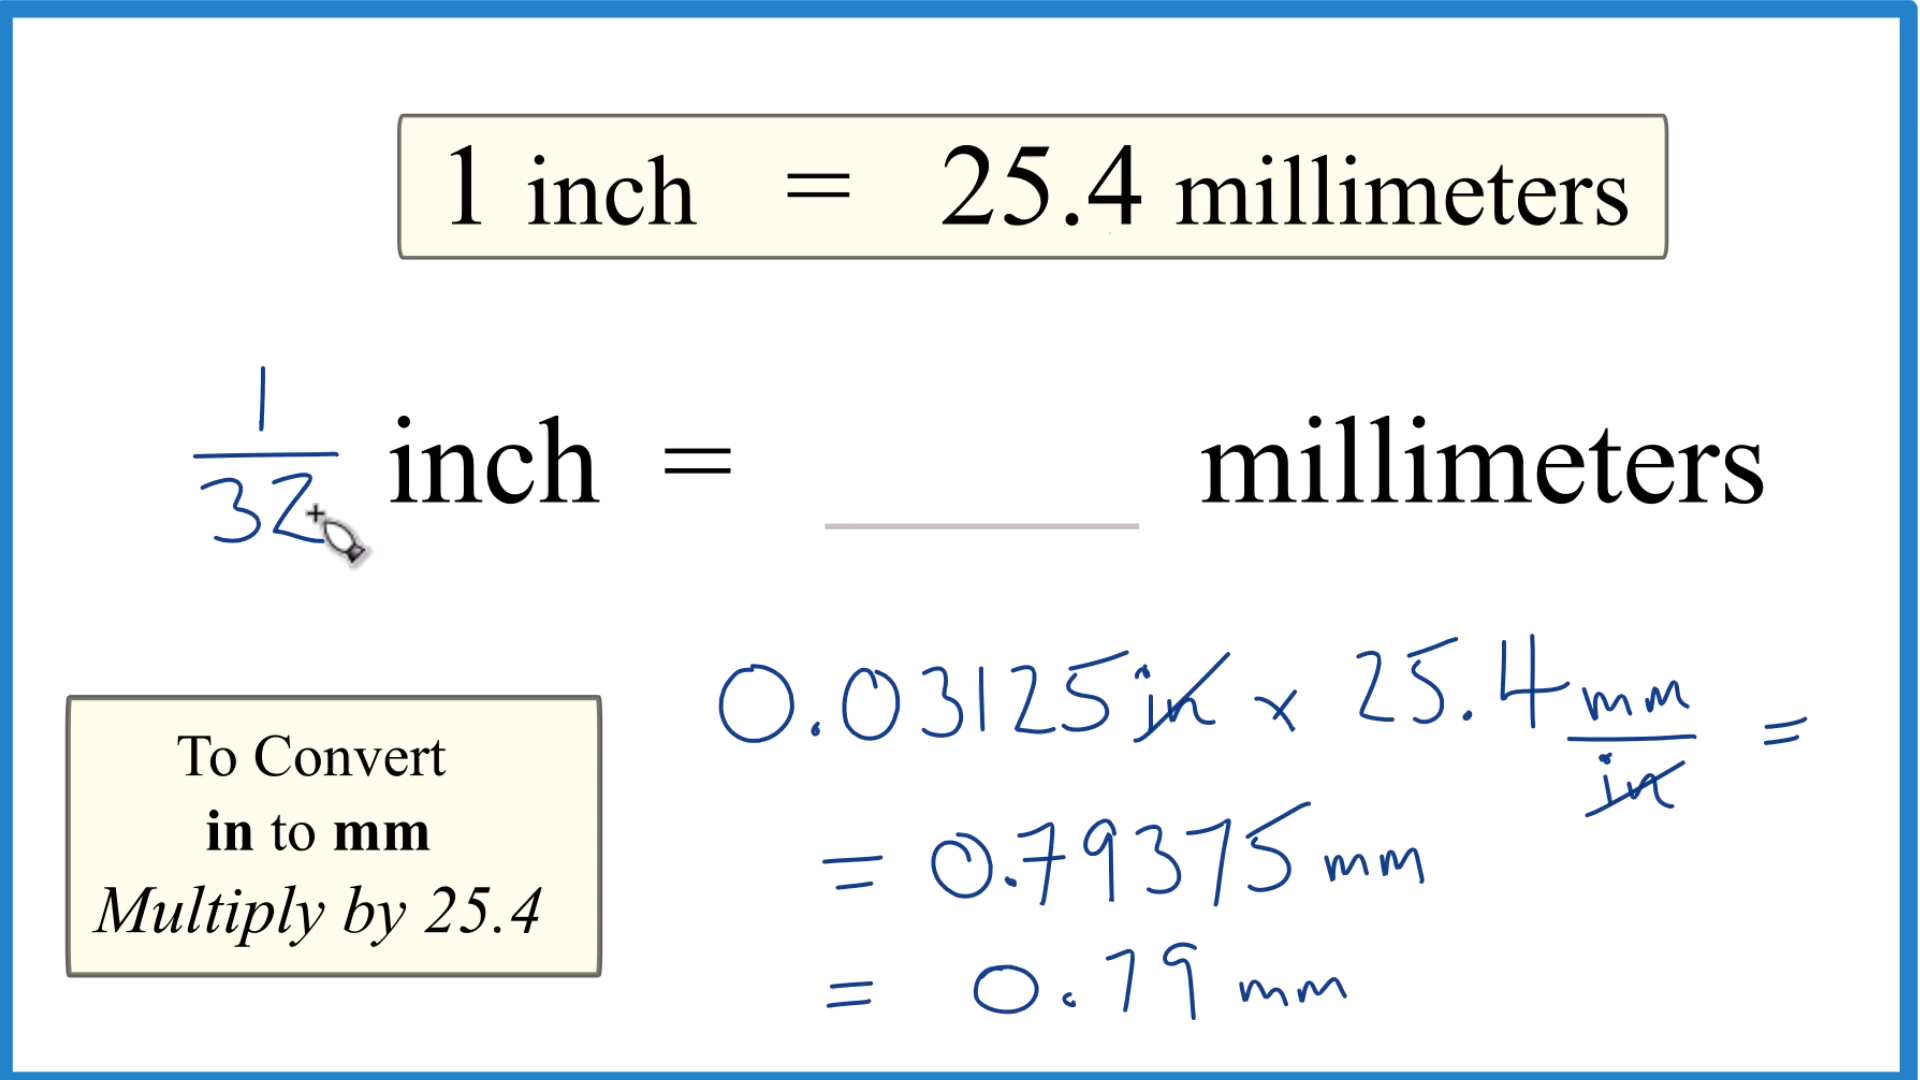 1 inch = 25.4 millimeters
1/32 inch = ______ millimeters
To Convert
in to mm
Multiply by 25.4
0.03125 in x 25.4 mm/in =
= 0.79375 mm
= 0.79 mm